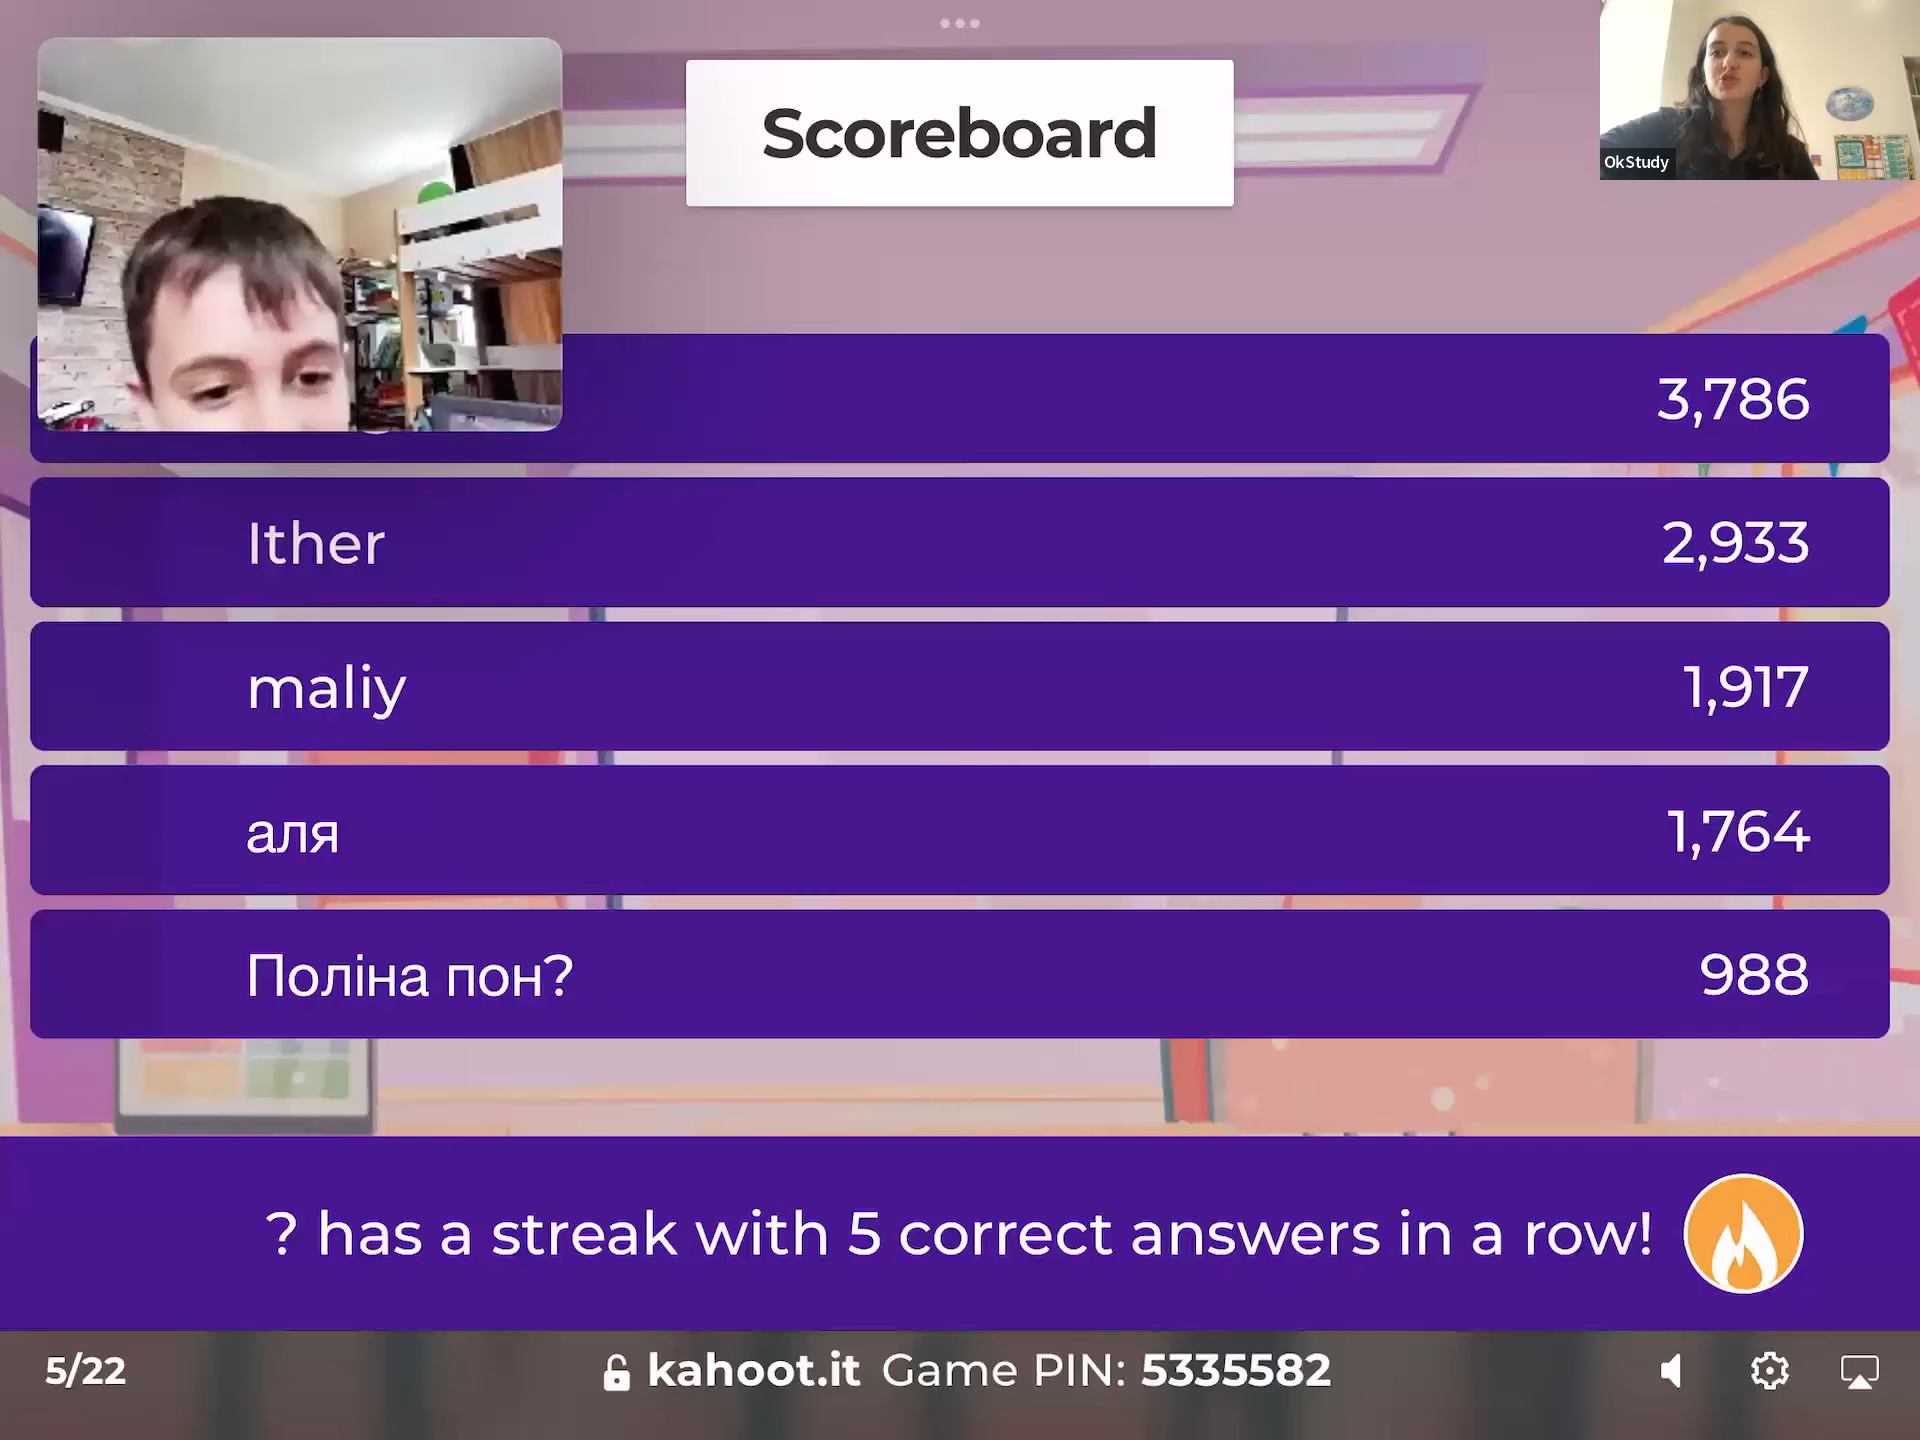 Scoreboard
OkStudy
3,786
Ither 2,933
maliy 1,917
аля 1,764
Поліна пон? 988
? has a streak with 5 correct answers in a row!
5/22 kahoot.it Game PIN: 5335582